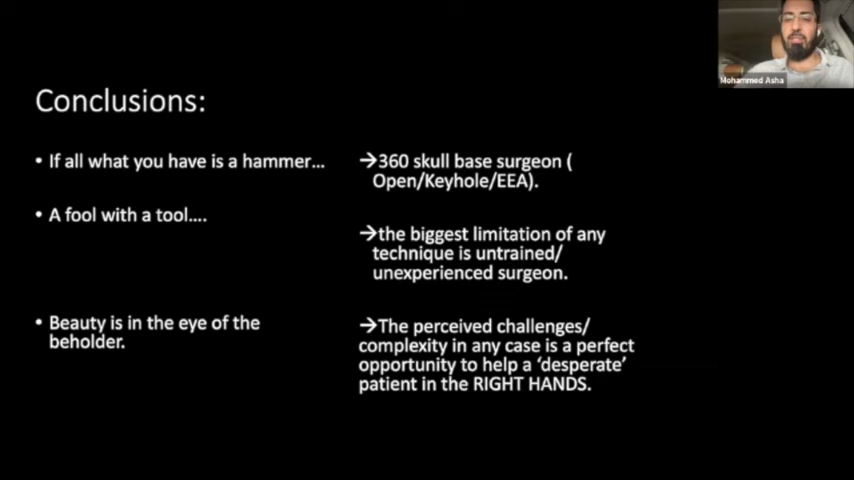 Mohammed Asha
Conclusions:
• If all what you have is a hammer...
• A fool with a tool....
• Beauty is in the eye of the
beholder.
→360 skull base surgeon (
Open/Keyhole/EEA).
→the biggest limitation of any
technique is untrained/
unexperienced surgeon.
→The perceived challenges/
complexity in any case is a perfect
opportunity to help a ‘desperate’
patient in the RIGHT HANDS.